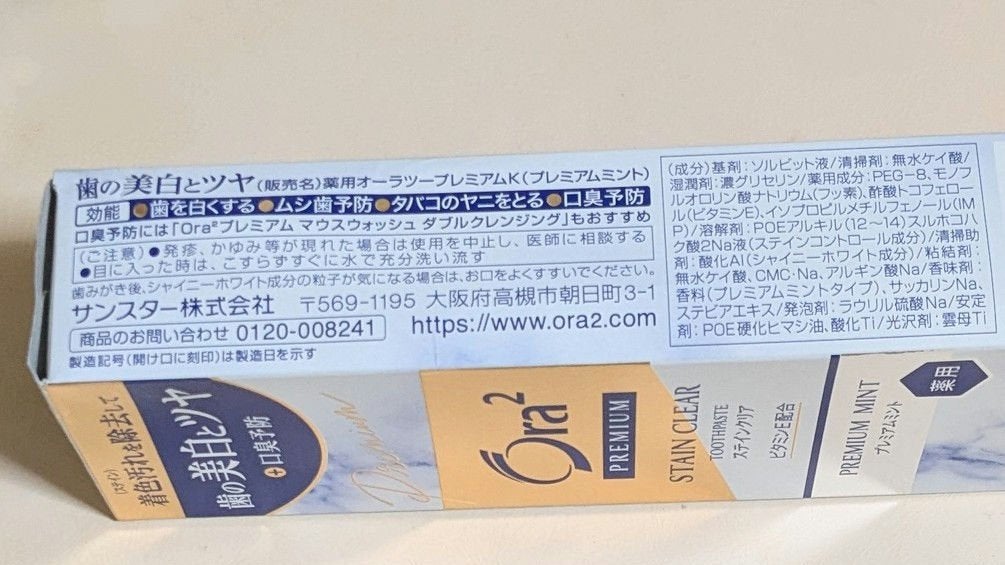 歯の美白とツヤ(販売名)薬用オーラツープレミアムK(プレミアムミント)
効能 ●歯を白くする●ムシ歯予防●タバコのヤニをとる●口臭予防
口臭予防には「Ora²プレミアム マウスウォッシュ ダブルクレンジング」もおすすめ
(ご注意)●発疹、かゆみ等が現れた場合は使用を中止し、医師に相談する
●目に入った時は、こすらずすぐに水で充分洗い流す
歯みがき後、シャイニーホワイト成分の粒子が気になる場合は、お口をよくすすいでください。
サンスター株式会社 〒569-1195 大阪府高槻市朝日町3-1
商品のお問い合わせ 0120-008241 https://www.ora2.com
製造記号(開け口に刻印)は製造日を示す
(成分)基剤:ソルビット液/清掃剤:無水ケイ酸/
湿潤剤:濃グリセリン/薬用成分:PEG-8、モノフ
ルオロリン酸ナトリウム(フッ素)、酢酸トコフェロー
ル(ビタミンE)、イソプロピルメチルフェノール(IM
P)/溶解剤:POEアルキル(12～14)スルホコハ
ク酸2Na液(ステインコントロール成分)/清掃助
剤:酸化Al(シャイニーホワイト成分)/粘結剤:
無水ケイ酸、CMC·Na、アルギン酸Na/香味剤:
香料(プレミアムミントタイプ)、サッカリンNa、
ステビアエキス/発泡剤:ラウリル硫酸Na/安定
剤:POE硬化ヒマシ油、酸化Ti/光沢剤:雲母Ti
(ステイン)
着色汚れを除去して
歯の美白とツヤ
+口臭予防
Premium
Ora²
PREMIUM
STAIN CLEAR
TOOTHPASTE
ステインクリア
ビタミンE配合
PREMIUM MINT
プレミアムミント
薬用